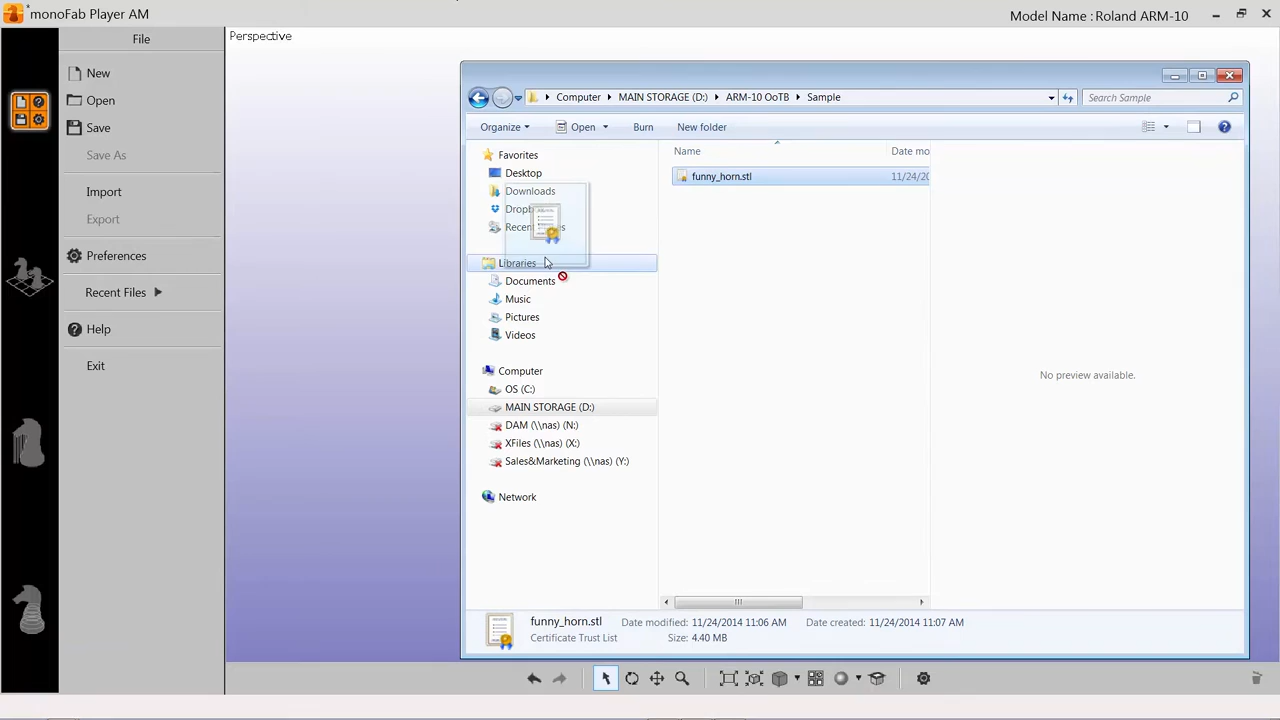 *monoFab Player AM
Model Name : Roland ARM-10
File
New
Open
Save
Save As
Import
Export
Preferences
Recent Files
Help
Exit
Perspective
Computer MAIN STORAGE (D:) ARM-10 OoTB Sample
Search Sample
Organize Open Burn New folder
Favorites
Desktop
Downloads
Libraries
Documents
Music
Pictures
Videos
Computer
OS (C:)
MAIN STORAGE (D:)
DAM (\\nas) (N:)
XFiles (\\nas) (X:)
Sales&Marketing (\\nas) (Y:)
Network
Name Date mo
funny_horn.stl 11/24/20
No preview available.
funny_horn.stl Date modified: 11/24/2014 11:06 AM Date created: 11/24/2014 11:07 AM
Certificate Trust List Size: 4.40 MB